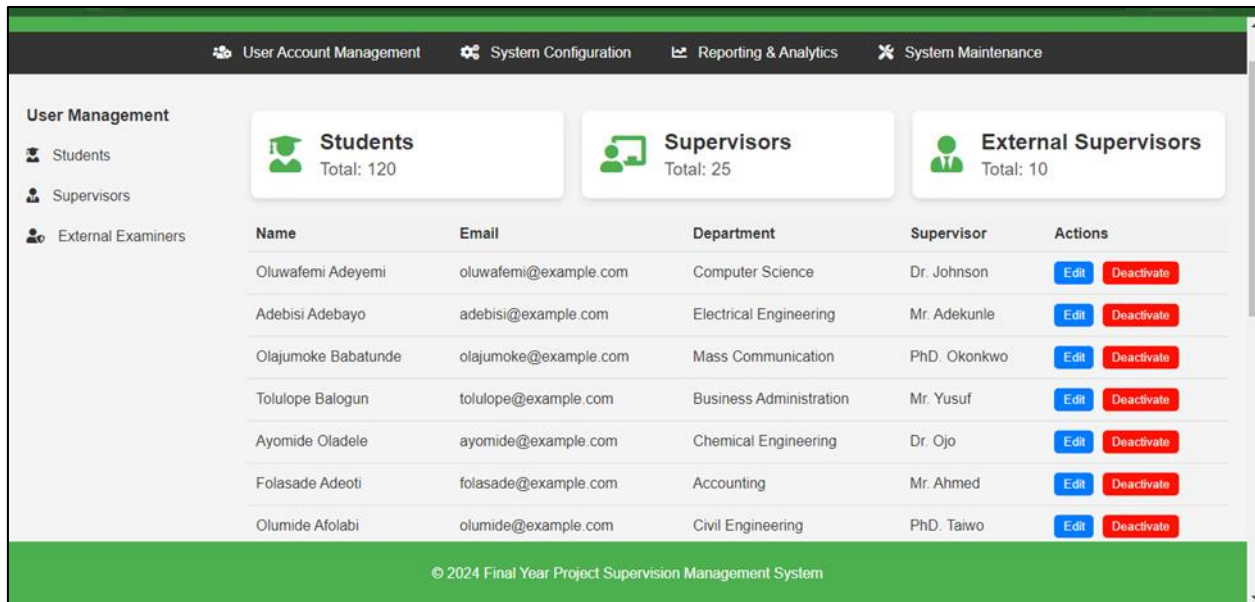 User Account Management System Configuration Reporting & Analytics System Maintenance
User Management
Students
Supervisors
External Examiners
Students
Total: 120
Supervisors
Total: 25
External Supervisors
Total: 10
Name Email Department Supervisor Actions
Oluwafemi Adeyemi oluwafemi@example.com Computer Science Dr. Johnson Edit Deactivate
Adebisi Adebayo adebisi@example.com Electrical Engineering Mr. Adekunle Edit Deactivate
Olajumoke Babatunde olajumoke@example.com Mass Communication PhD. Okonkwo Edit Deactivate
Tolulope Balogun tolulope@example.com Business Administration Mr. Yusuf Edit Deactivate
Ayomide Oladele ayomide@example.com Chemical Engineering Dr. Ojo Edit Deactivate
Folasade Adeoti folasade@example.com Accounting Mr. Ahmed Edit Deactivate
Olumide Afolabi olumide@example.com Civil Engineering PhD. Taiwo Edit Deactivate
© 2024 Final Year Project Supervision Management System